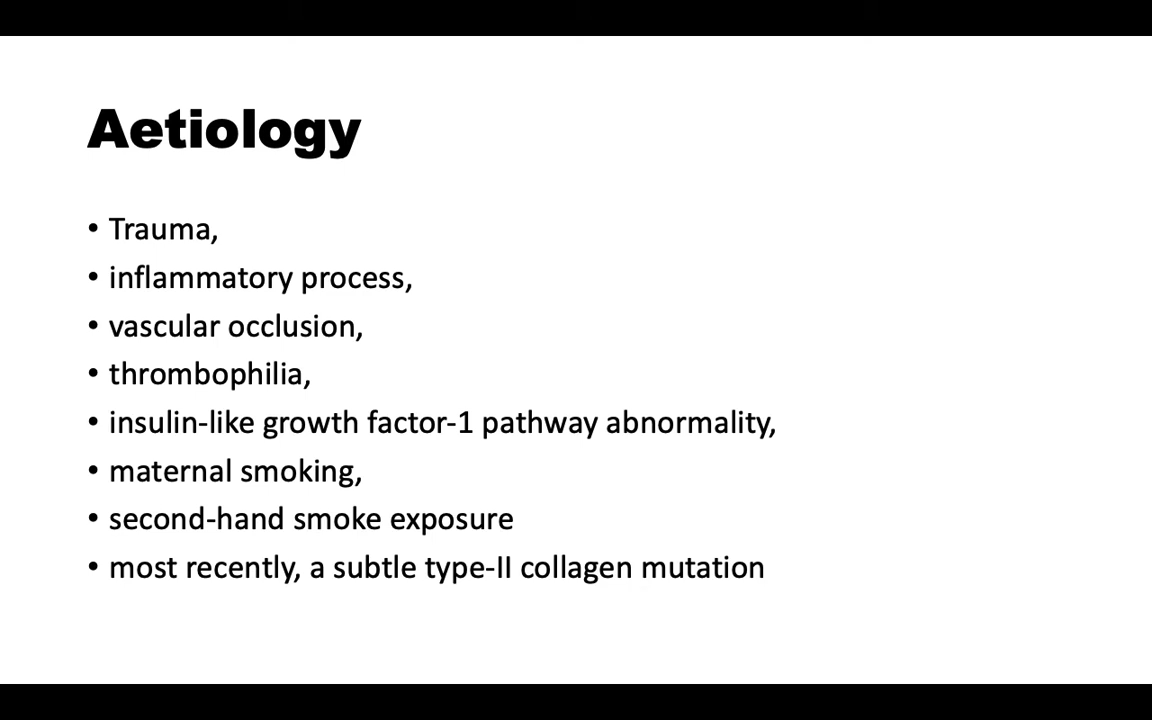 Aetiology
• Trauma,
• inflammatory process,
• vascular occlusion,
• thrombophilia,
• insulin-like growth factor-1 pathway abnormality,
• maternal smoking,
• second-hand smoke exposure
• most recently, a subtle type-II collagen mutation